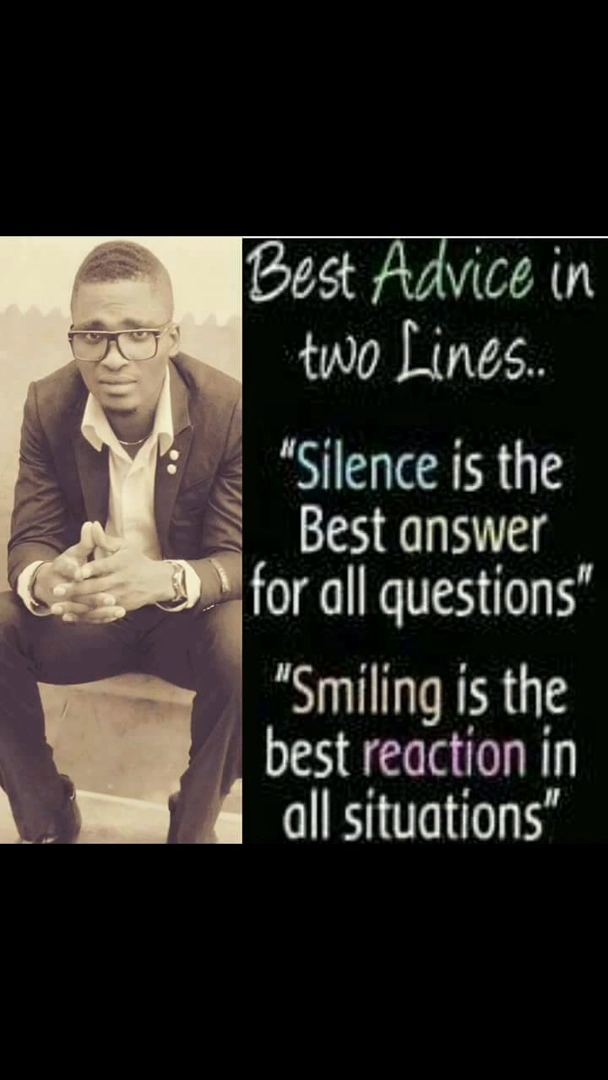 Best Advice in
two Lines..
"Silence is the
Best answer
for all questions"
"Smiling is the
best reaction in
all situations"